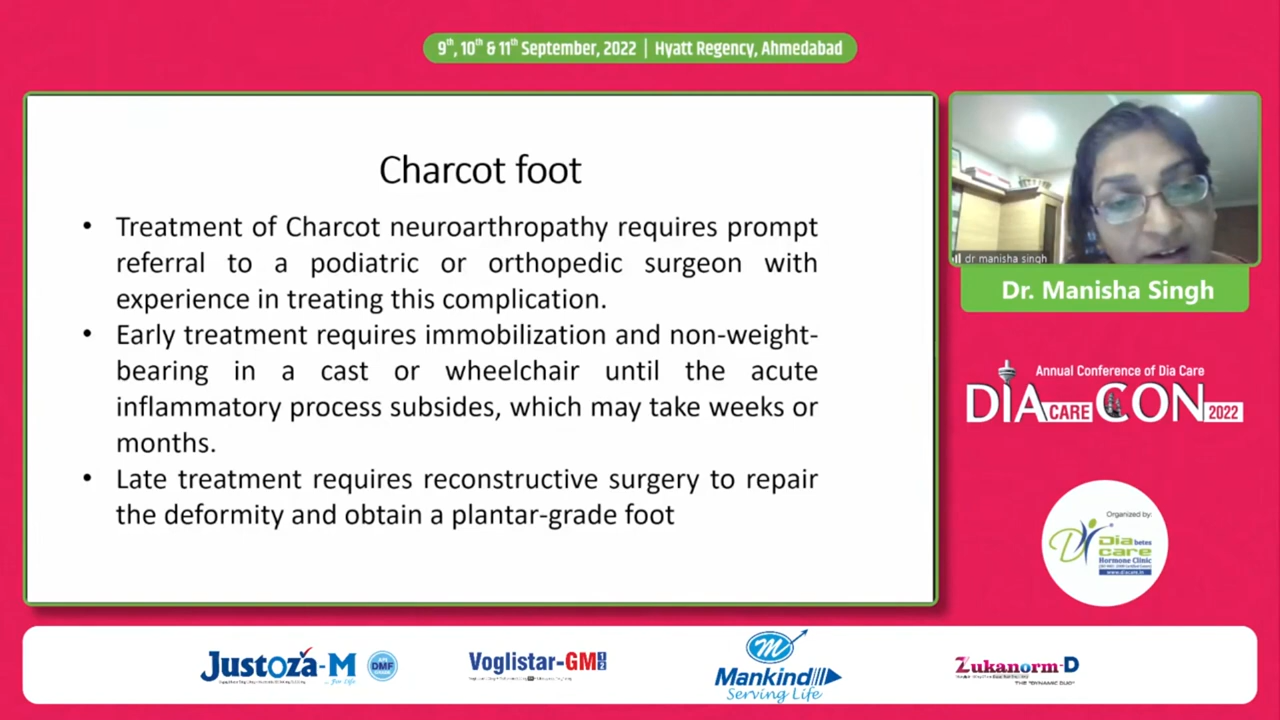 9th, 10th & 11th September, 2022 | Hyatt Regency, Ahmedabad
Charcot foot
• Treatment of Charcot neuroarthropathy requires prompt
referral to a podiatric or orthopedic surgeon with
experience in treating this complication.
• Early treatment requires immobilization and non-weight-
bearing in a cast or wheelchair until the acute
inflammatory process subsides, which may take weeks or
months.
• Late treatment requires reconstructive surgery to repair
the deformity and obtain a plantar-grade foot
dr manisha singh
Dr. Manisha Singh
Annual Conference of Dia Care
DIA CARE CON 2022
Organized by:
Diabetes
care
Hormone Clinic
www.diacare.in
Justoza-M
... For Life
DMF
Voglistar-GM
Mankind
Serving Life
Zukanorm-D
THE "DYNAMIC DUO"